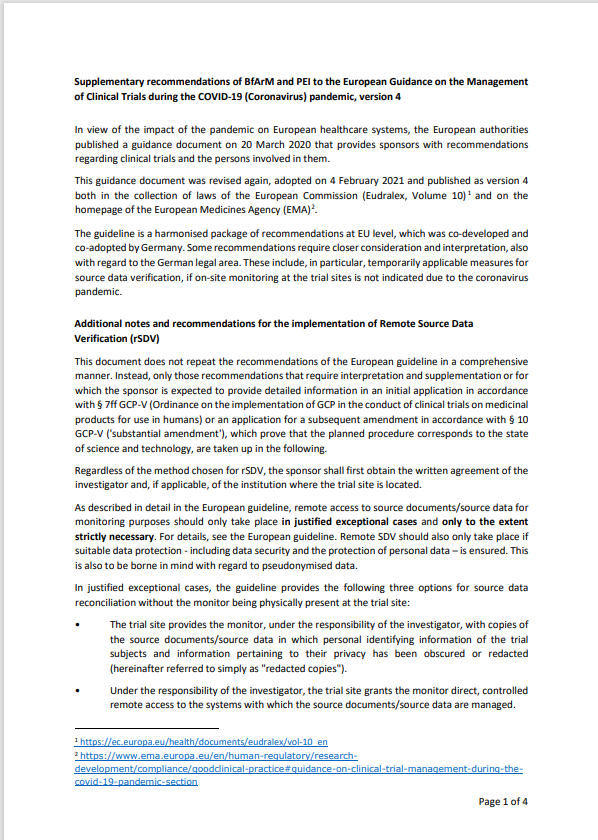 Supplementary recommendations of BfArM and PEI to the European Guidance on the Management
of Clinical Trials during the COVID-19 (Coronavirus) pandemic, version 4
In view of the impact of the pandemic on European healthcare systems, the European authorities
published a guidance document on 20 March 2020 that provides sponsors with recommendations
regarding clinical trials and the persons involved in them.
This guidance document was revised again, adopted on 4 February 2021 and published as version 4
both in the collection of laws of the European Commission (Eudralex, Volume 10)¹ and on the
homepage of the European Medicines Agency (EMA)².
The guideline is a harmonised package of recommendations at EU level, which was co-developed and
co-adopted by Germany. Some recommendations require closer consideration and interpretation, also
with regard to the German legal area. These include, in particular, temporarily applicable measures for
source data verification, if on-site monitoring at the trial sites is not indicated due to the coronavirus
pandemic.
Additional notes and recommendations for the implementation of Remote Source Data
Verification (rSDV)
This document does not repeat the recommendations of the European guideline in a comprehensive
manner. Instead, only those recommendations that require interpretation and supplementation or for
which the sponsor is expected to provide detailed information in an initial application in accordance
with § 7ff GCP-V (Ordinance on the implementation of GCP in the conduct of clinical trials on medicinal
products for use in humans) or an application for a subsequent amendment in accordance with § 10
GCP-V ('substantial amendment'), which prove that the planned procedure corresponds to the state
of science and technology, are taken up in the following.
Regardless of the method chosen for rSDV, the sponsor shall first obtain the written agreement of the
investigator and, if applicable, of the institution where the trial site is located.
As described in detail in the European guideline, remote access to source documents/source data for
monitoring purposes should only take place in justified exceptional cases and only to the extent
strictly necessary. For details, see the European guideline. Remote SDV should also only take place if
suitable data protection - including data security and the protection of personal data – is ensured. This
is also to be borne in mind with regard to pseudonymised data.
In justified exceptional cases, the guideline provides the following three options for source data
reconciliation without the monitor being physically present at the trial site:
• The trial site provides the monitor, under the responsibility of the investigator, with copies of
the source documents/source data in which personal identifying information of the trial
subjects and information pertaining to their privacy has been obscured or redacted
(hereinafter referred to simply as "redacted copies").
• Under the responsibility of the investigator, the trial site grants the monitor direct, controlled
remote access to the systems with which the source documents/source data are managed.
¹ https://ec.europa.eu/health/documents/eudralex/vol-10_en
² https://www.ema.europa.eu/en/human-regulatory/research-
development/compliance/goodclinical-practice#guidance-on-clinical-trial-management-during-the-
covid-19-pandemic-section
Page 1 of 4